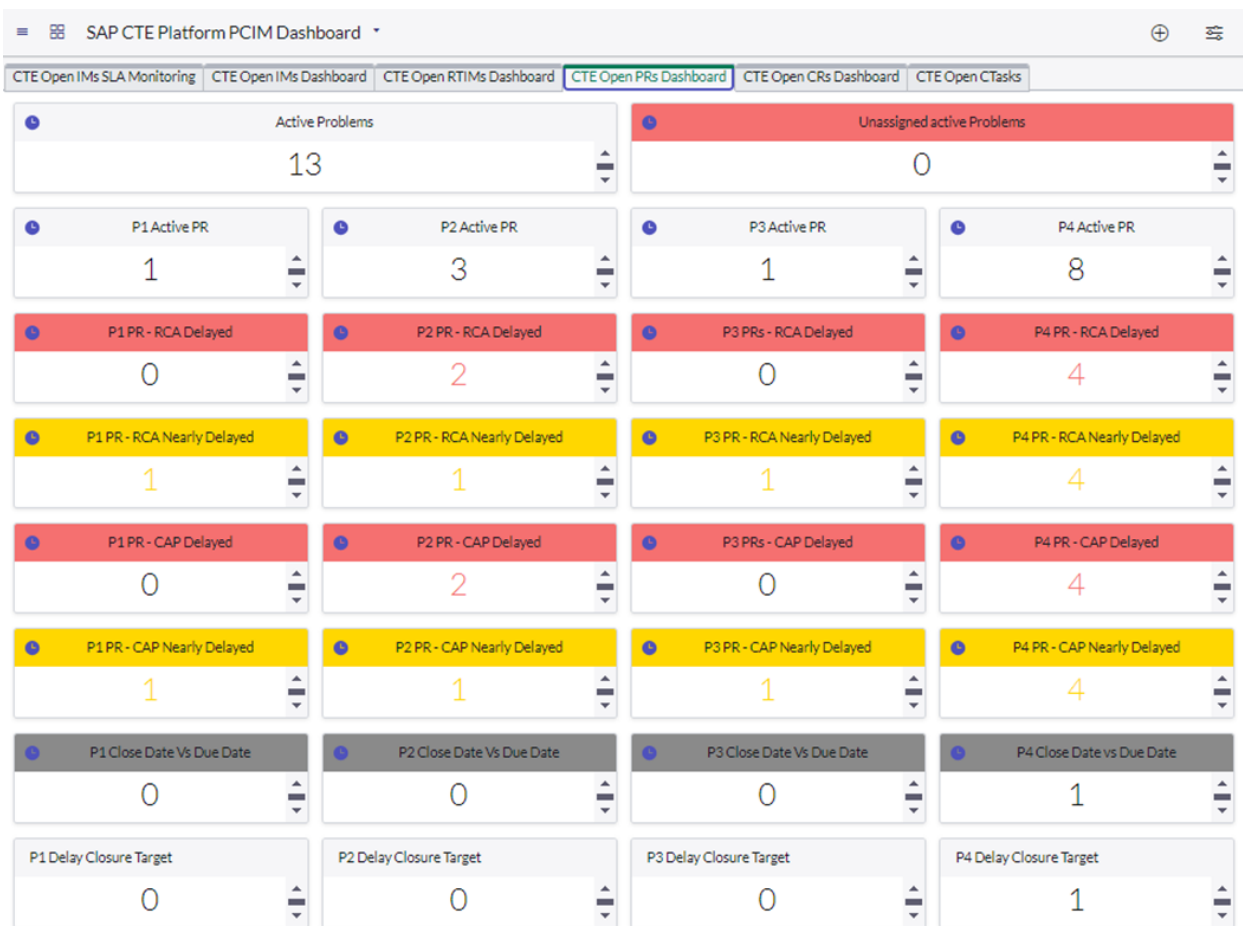 SAP CTE Platform PCIM Dashboard
CTE Open IMs SLA Monitoring CTE Open IMs Dashboard CTE Open RTIMs Dashboard CTE Open PRs Dashboard CTE Open CRs Dashboard CTE Open CTasks
Active Problems Unassigned active Problems
13 0
P1 Active PR P2 Active PR P3 Active PR P4 Active PR
1 3 1 8
P1 PR - RCA Delayed P2 PR - RCA Delayed P3 PRs - RCA Delayed P4 PR - RCA Delayed
0 2 0 4
P1 PR - RCA Nearly Delayed P2 PR - RCA Nearly Delayed P3 PR - RCA Nearly Delayed P4 PR - RCA Nearly Delayed
1 1 1 4
P1 PR - CAP Delayed P2 PR - CAP Delayed P3 PRs - CAP Delayed P4 PR - CAP Delayed
0 2 0 4
P1 PR - CAP Nearly Delayed P2 PR - CAP Nearly Delayed P3 PR - CAP Nearly Delayed P4 PR - CAP Nearly Delayed
1 1 1 4
P1 Close Date Vs Due Date P2 Close Date Vs Due Date P3 Close Date Vs Due Date P4 Close Date vs Due Date
0 0 0 1
P1 Delay Closure Target P2 Delay Closure Target P3 Delay Closure Target P4 Delay Closure Target
0 0 0 1